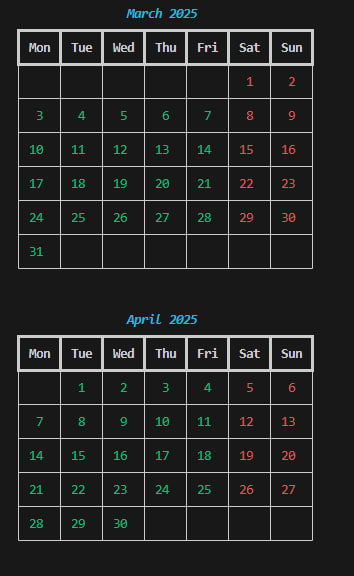 March 2025
Mon Tue Wed Thu Fri Sat Sun
1 2
3 4 5 6 7 8 9
10 11 12 13 14 15 16
17 18 19 20 21 22 23
24 25 26 27 28 29 30
31
April 2025
Mon Tue Wed Thu Fri Sat Sun
1 2 3 4 5 6
7 8 9 10 11 12 13
14 15 16 17 18 19 20
21 22 23 24 25 26 27
28 29 30